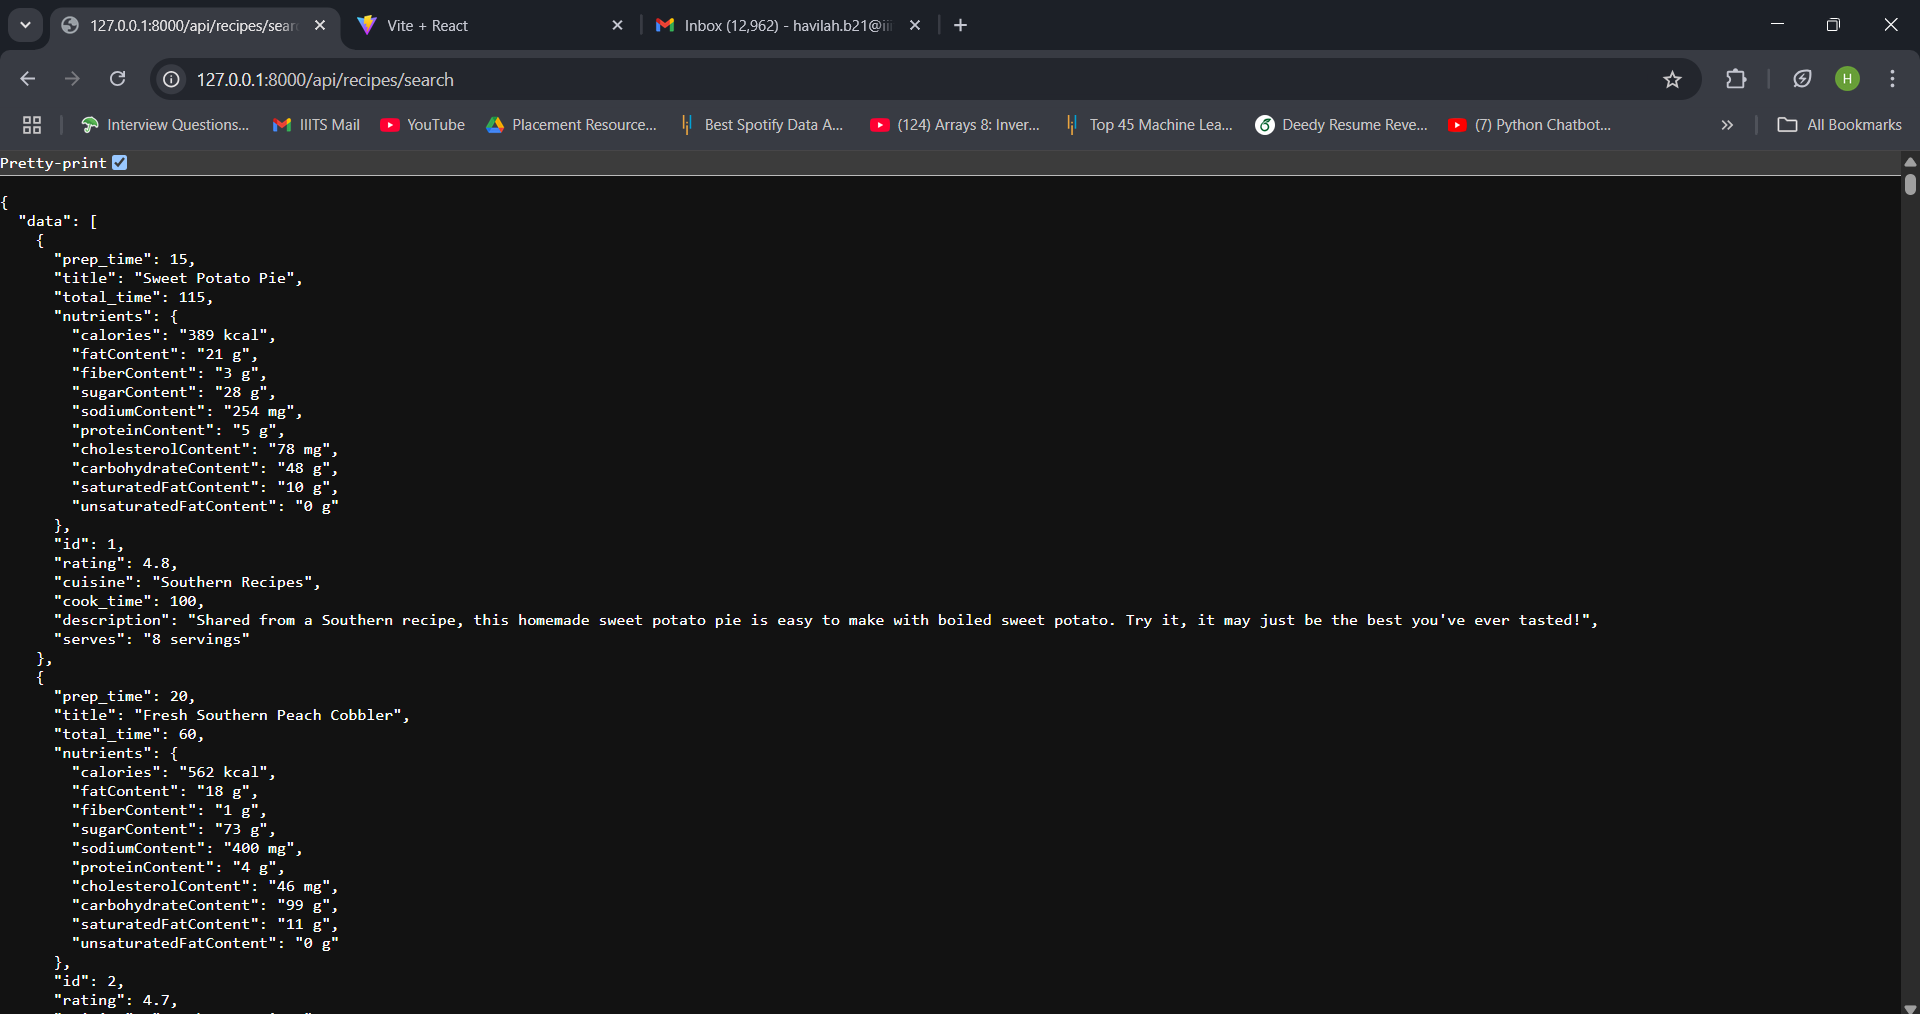 127.0.0.1:8000/api/recipes/sear
Vite + React
Inbox (12,962) - havilah.b21@iii
127.0.0.1:8000/api/recipes/search
H
Interview Questions...
IIITS Mail
YouTube
Placement Resource...
Best Spotify Data A...
(124) Arrays 8: Inver...
Top 45 Machine Lea...
Deedy Resume Reve...
(7) Python Chatbot...
All Bookmarks
Pretty-print
{
  "data": [
    {
      "prep_time": 15,
      "title": "Sweet Potato Pie",
      "total_time": 115,
      "nutrients": {
        "calories": "389 kcal",
        "fatContent": "21 g",
        "fiberContent": "3 g",
        "sugarContent": "28 g",
        "sodiumContent": "254 mg",
        "proteinContent": "5 g",
        "cholesterolContent": "78 mg",
        "carbohydrateContent": "48 g",
        "saturatedFatContent": "10 g",
        "unsaturatedFatContent": "0 g"
      },
      "id": 1,
      "rating": 4.8,
      "cuisine": "Southern Recipes",
      "cook_time": 100,
      "description": "Shared from a Southern recipe, this homemade sweet potato pie is easy to make with boiled sweet potato. Try it, it may just be the best you've ever tasted!",
      "serves": "8 servings"
    },
    {
      "prep_time": 20,
      "title": "Fresh Southern Peach Cobbler",
      "total_time": 60,
      "nutrients": {
        "calories": "562 kcal",
        "fatContent": "18 g",
        "fiberContent": "1 g",
        "sugarContent": "73 g",
        "sodiumContent": "400 mg",
        "proteinContent": "4 g",
        "cholesterolContent": "46 mg",
        "carbohydrateContent": "99 g",
        "saturatedFatContent": "11 g",
        "unsaturatedFatContent": "0 g"
      },
      "id": 2,
      "rating": 4.7,